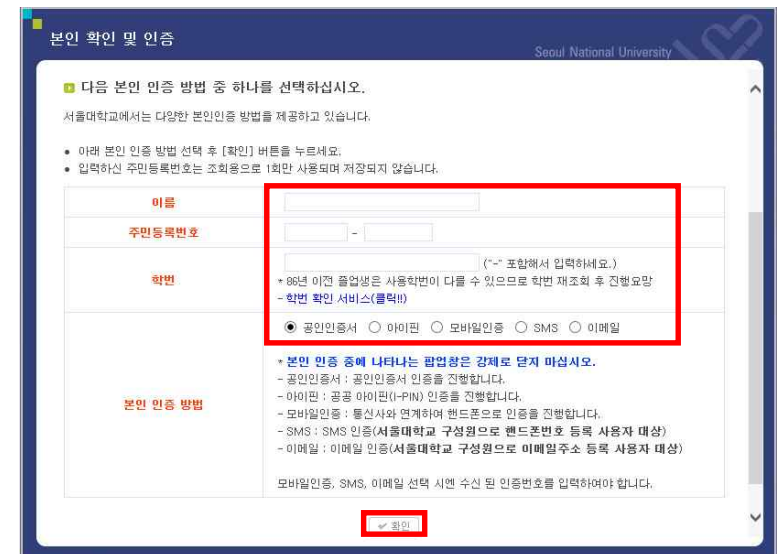 본인 확인 및 인증
Seoul National University
다음 본인 인증 방법 중 하나를 선택하십시오.
서울대학교에서는 다양한 본인인증 방법을 제공하고 있습니다.
• 아래 본인 인증 방법 선택 후 [확인] 버튼을 누르세요.
• 입력하신 주민등록번호는 조회용으로 1회만 사용되며 저장되지 않습니다.
이름
주민등록번호 -
학번 ("-" 포함해서 입력하세요.)
* 86년 이전 졸업생은 사용학번이 다를 수 있으므로 학번 재조회 후 진행요망
- 학번 확인 서비스(클릭!!)
공인인증서 아이핀 모바일인증 SMS 이메일
본인 인증 방법
* 본인 인증 중에 나타나는 팝업창은 강제로 닫지 마십시오.
- 공인인증서 : 공인인증서 인증을 진행합니다.
- 아이핀 : 공공 아이핀(I-PIN) 인증을 진행합니다.
- 모바일인증 : 통신사와 연계하여 핸드폰으로 인증을 진행합니다.
- SMS : SMS 인증(서울대학교 구성원으로 핸드폰번호 등록 사용자 대상)
- 이메일 : 이메일 인증(서울대학교 구성원으로 이메일주소 등록 사용자 대상)
모바일인증, SMS, 이메일 선택 시엔 수신 된 인증번호를 입력하여야 합니다.
확인